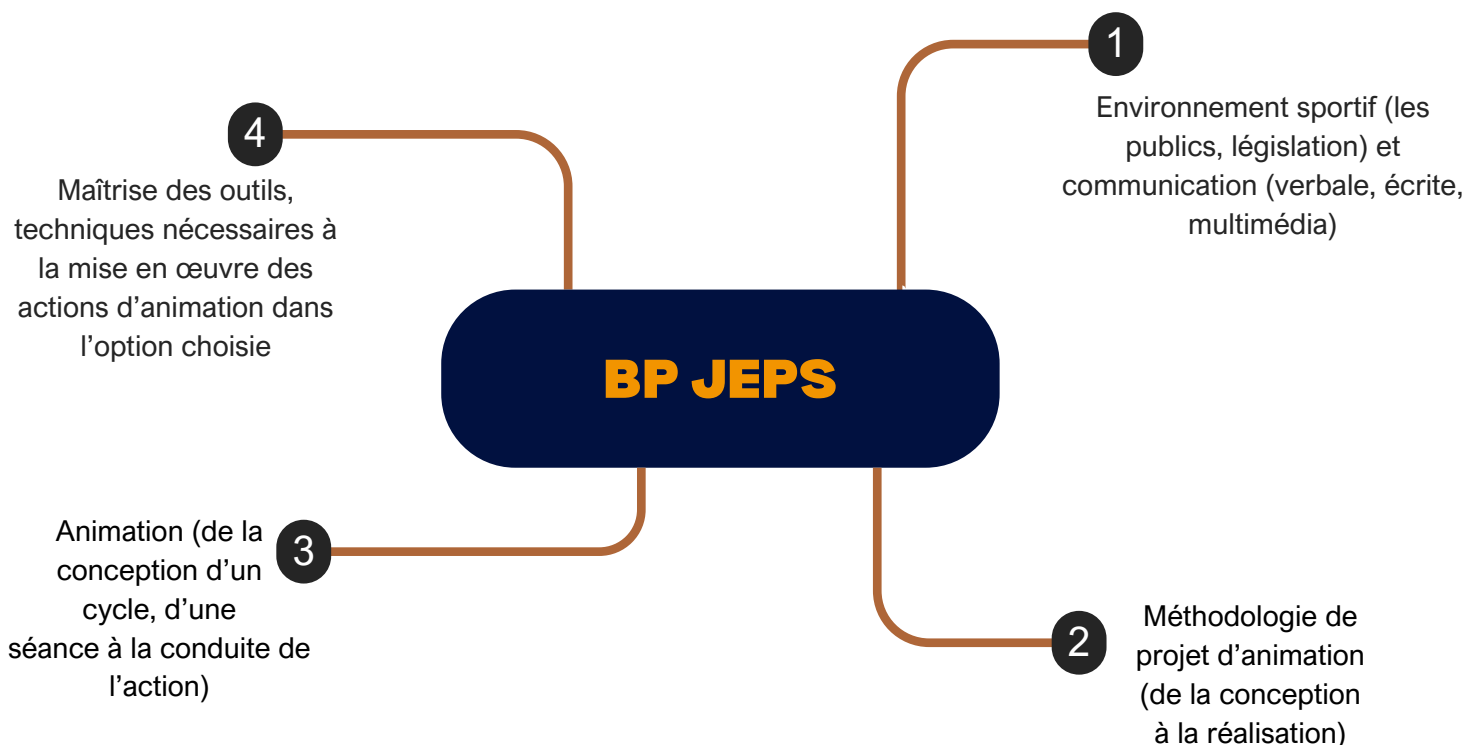 1
Environnement sportif (les
publics, législation) et
communication (verbale, écrite,
multimédia)
4
Maîtrise des outils,
techniques nécessaires à
la mise en œuvre des
actions d’animation dans
l’option choisie
BP JEPS
3
Animation (de la
conception d’un
cycle, d’une
séance à la conduite de
l’action)
2
Méthodologie de
projet d’animation
(de la conception
à la réalisation)